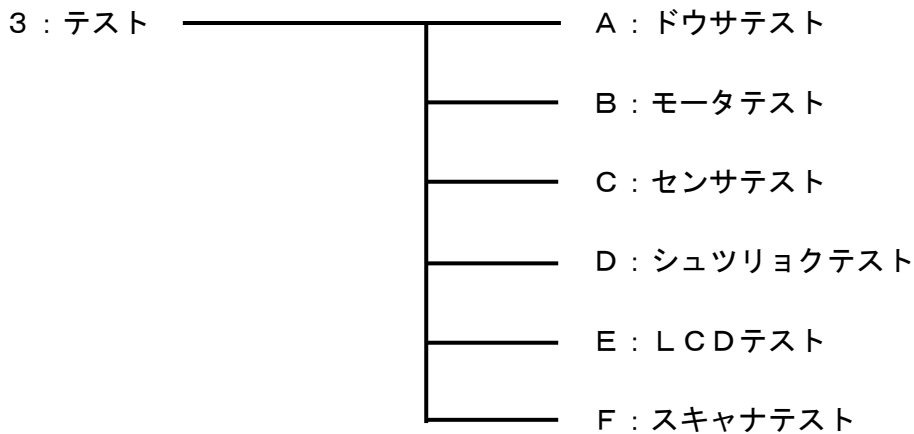 ３：テスト
Ａ：ドウサテスト
Ｂ：モータテスト
Ｃ：センサテスト
Ｄ：シュツリョクテスト
Ｅ：ＬＣＤテスト
Ｆ：スキャナテスト